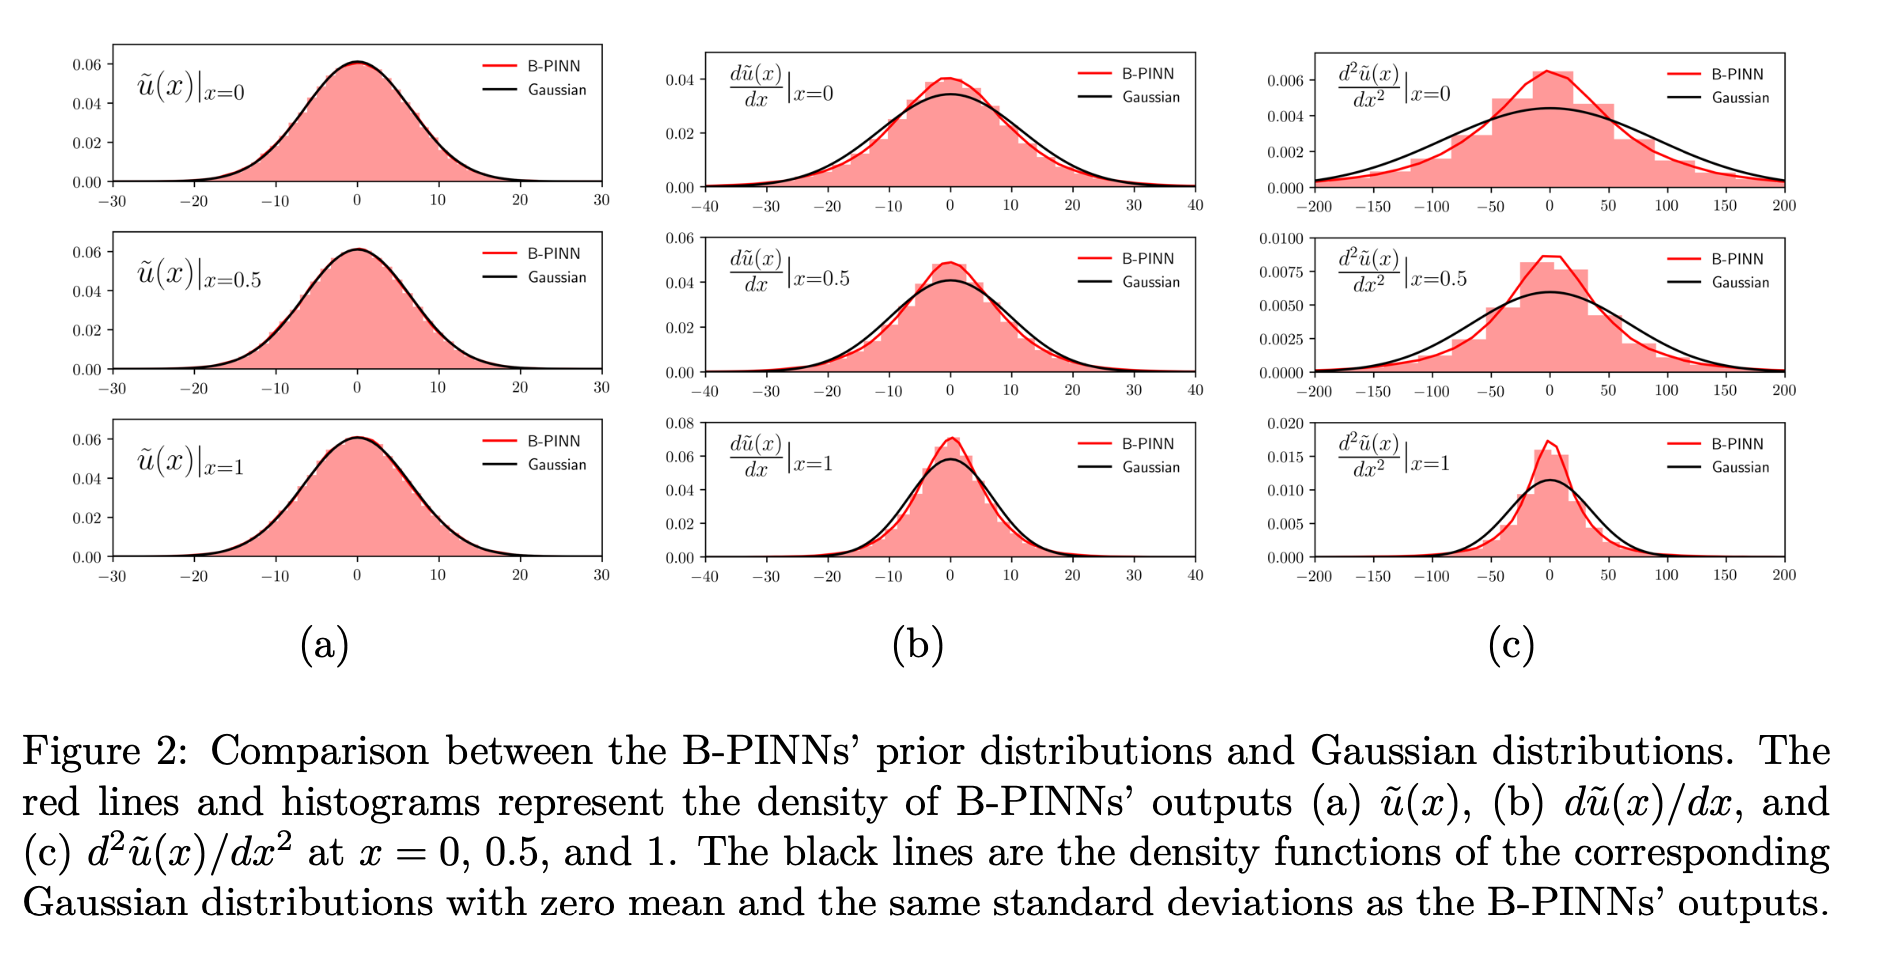 ũ(x)|x=0
B-PINN
Gaussian
0.06
0.04
0.02
0.00
−30 −20 −10 0 10 20 30
dũ(x)/dx|x=0
B-PINN
Gaussian
0.04
0.02
0.00
−40 −30 −20 −10 0 10 20 30 40
d²ũ(x)/dx²|x=0
B-PINN
Gaussian
0.006
0.004
0.002
0.000
−200 −150 −100 −50 0 50 100 150 200
ũ(x)|x=0.5
B-PINN
Gaussian
0.06
0.04
0.02
0.00
−30 −20 −10 0 10 20 30
dũ(x)/dx|x=0.5
B-PINN
Gaussian
0.06
0.04
0.02
0.00
−40 −30 −20 −10 0 10 20 30 40
d²ũ(x)/dx²|x=0.5
B-PINN
Gaussian
0.0100
0.0075
0.0050
0.0025
0.0000
−200 −150 −100 −50 0 50 100 150 200
ũ(x)|x=1
B-PINN
Gaussian
0.06
0.04
0.02
0.00
−30 −20 −10 0 10 20 30
dũ(x)/dx|x=1
B-PINN
Gaussian
0.08
0.06
0.04
0.02
0.00
−40 −30 −20 −10 0 10 20 30 40
d²ũ(x)/dx²|x=1
B-PINN
Gaussian
0.020
0.015
0.010
0.005
0.000
−200 −150 −100 −50 0 50 100 150 200
(a) (b) (c)
Figure 2: Comparison between the B-PINNs’ prior distributions and Gaussian distributions. The
red lines and histograms represent the density of B-PINNs’ outputs (a) ũ(x), (b) dũ(x)/dx, and
(c) d²ũ(x)/dx² at x = 0, 0.5, and 1. The black lines are the density functions of the corresponding
Gaussian distributions with zero mean and the same standard deviations as the B-PINNs’ outputs.